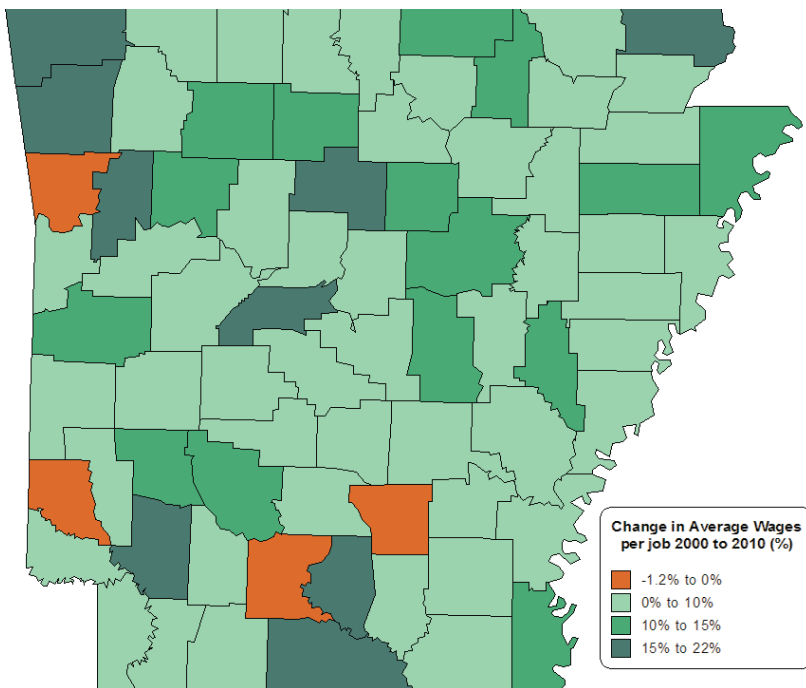 Change in Average Wages
per job 2000 to 2010 (%)
-1.2% to 0%
0% to 10%
10% to 15%
15% to 22%